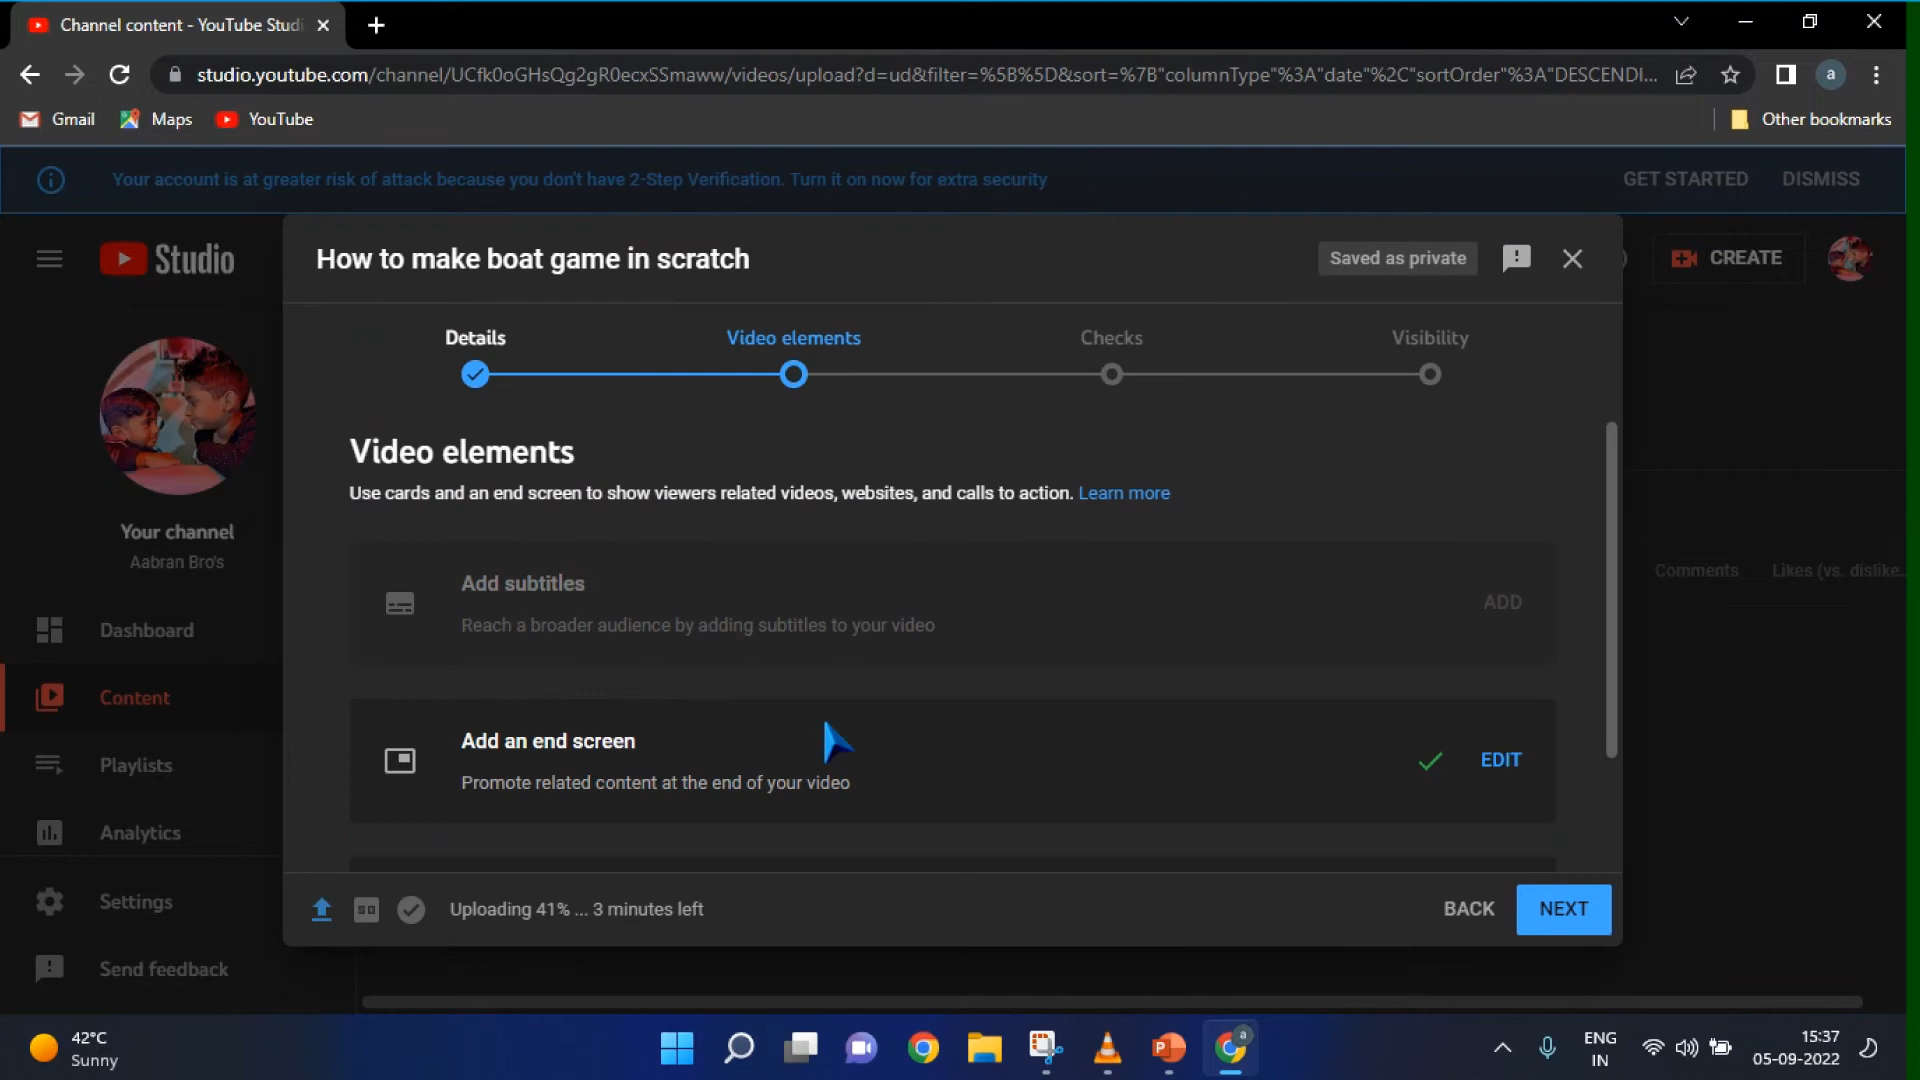 Channel content - YouTube Studi
studio.youtube.com/channel/UCfk0oGHsQg2gR0ecxSSmaww/videos/upload?d=ud&filter=%5B%5D&sort=%7B"columnType"%3A"date"%2C"sortOrder"%3A"DESCENDI...
a
Gmail
Maps
YouTube
Other bookmarks
Your account is at greater risk of attack because you don't have 2-Step Verification. Turn it on now for extra security
GET STARTED
DISMISS
Studio
How to make boat game in scratch
Saved as private
CREATE
Details
Video elements
Checks
Visibility
Video elements
Use cards and an end screen to show viewers related videos, websites, and calls to action. Learn more
Your channel
Aabran Bro's
Comments
Likes (vs. dislike...
Add subtitles
Reach a broader audience by adding subtitles to your video
ADD
Dashboard
Content
Playlists
Analytics
Settings
Send feedback
Add an end screen
Promote related content at the end of your video
EDIT
SD
Uploading 41% ... 3 minutes left
BACK
NEXT
42°C
Sunny
a
ENG
IN
15:37
05-09-2022